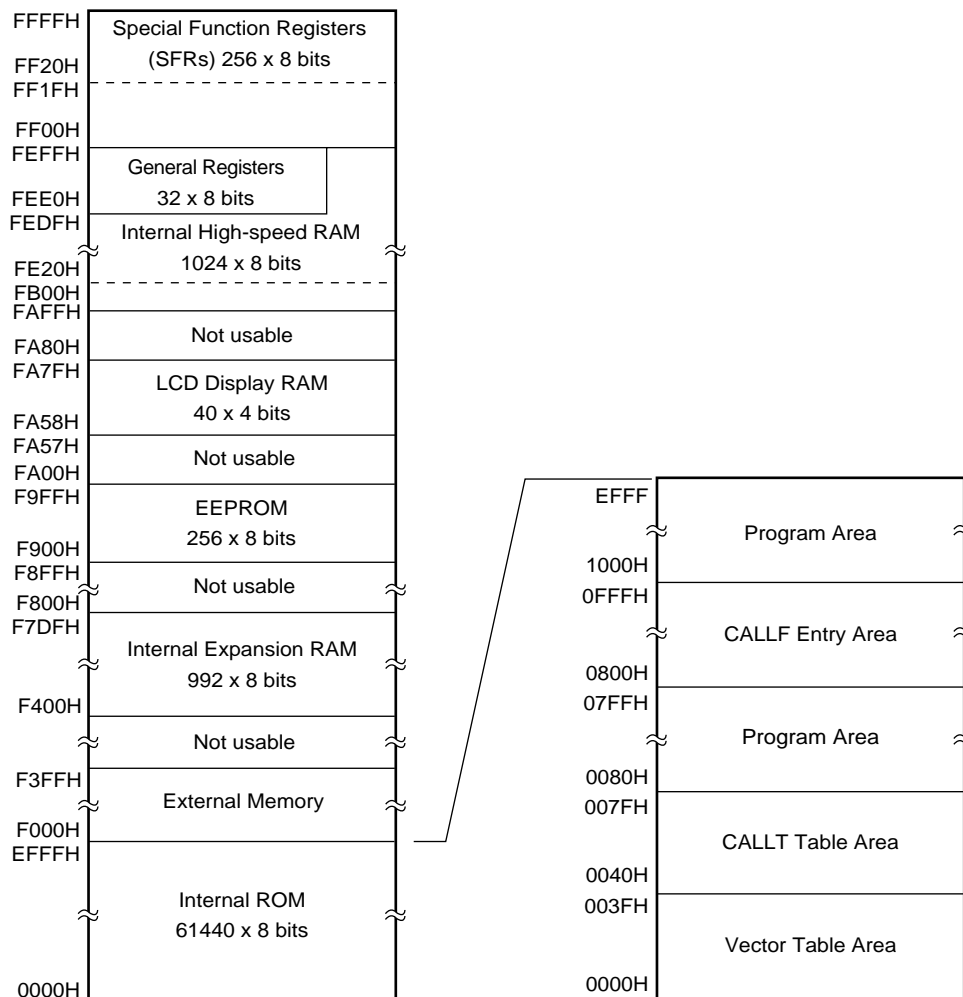 FFFFH
Special Function Registers
(SFRs) 256 x 8 bits
FF20H
FF1FH
FF00H
FEFFH
General Registers
32 x 8 bits
FEE0H
FEDFH
Internal High-speed RAM
1024 x 8 bits
FE20H
FB00H
FAFFH
Not usable
FA80H
FA7FH
LCD Display RAM
40 x 4 bits
FA58H
FA57H
Not usable
FA00H
F9FFH
EEPROM
256 x 8 bits
F900H
F8FFH
Not usable
F800H
F7DFH
Internal Expansion RAM
992 x 8 bits
F400H
Not usable
F3FFH
External Memory
F000H
EFFFH
Internal ROM
61440 x 8 bits
0000H
EFFF
Program Area
1000H
0FFFH
CALLF Entry Area
0800H
07FFH
Program Area
0080H
007FH
CALLT Table Area
0040H
003FH
Vector Table Area
0000H